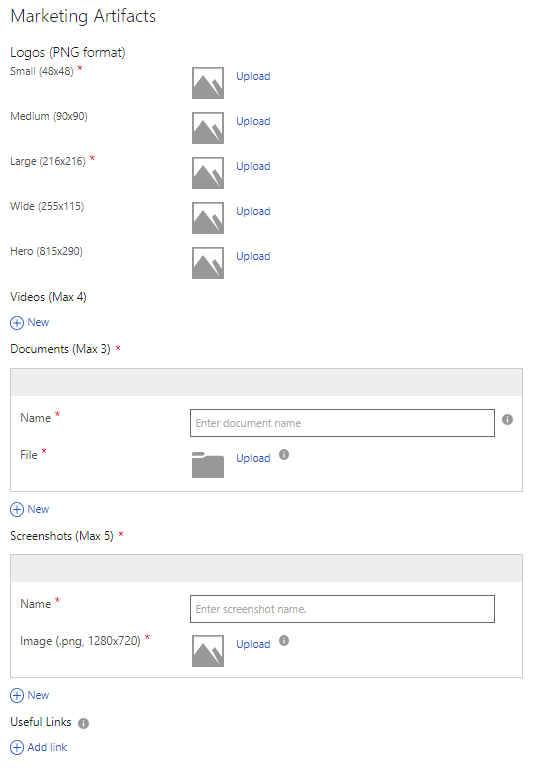 Marketing Artifacts
Logos (PNG format)
Small (48x48) * Upload
Medium (90x90) Upload
Large (216x216) * Upload
Wide (255x115) Upload
Hero (815x290) Upload
Videos (Max 4)
New
Documents (Max 3) *
Name * Enter document name
File * Upload
New
Screenshots (Max 5) *
Name * Enter screenshot name.
Image (.png, 1280x720) * Upload
New
Useful Links
Add link